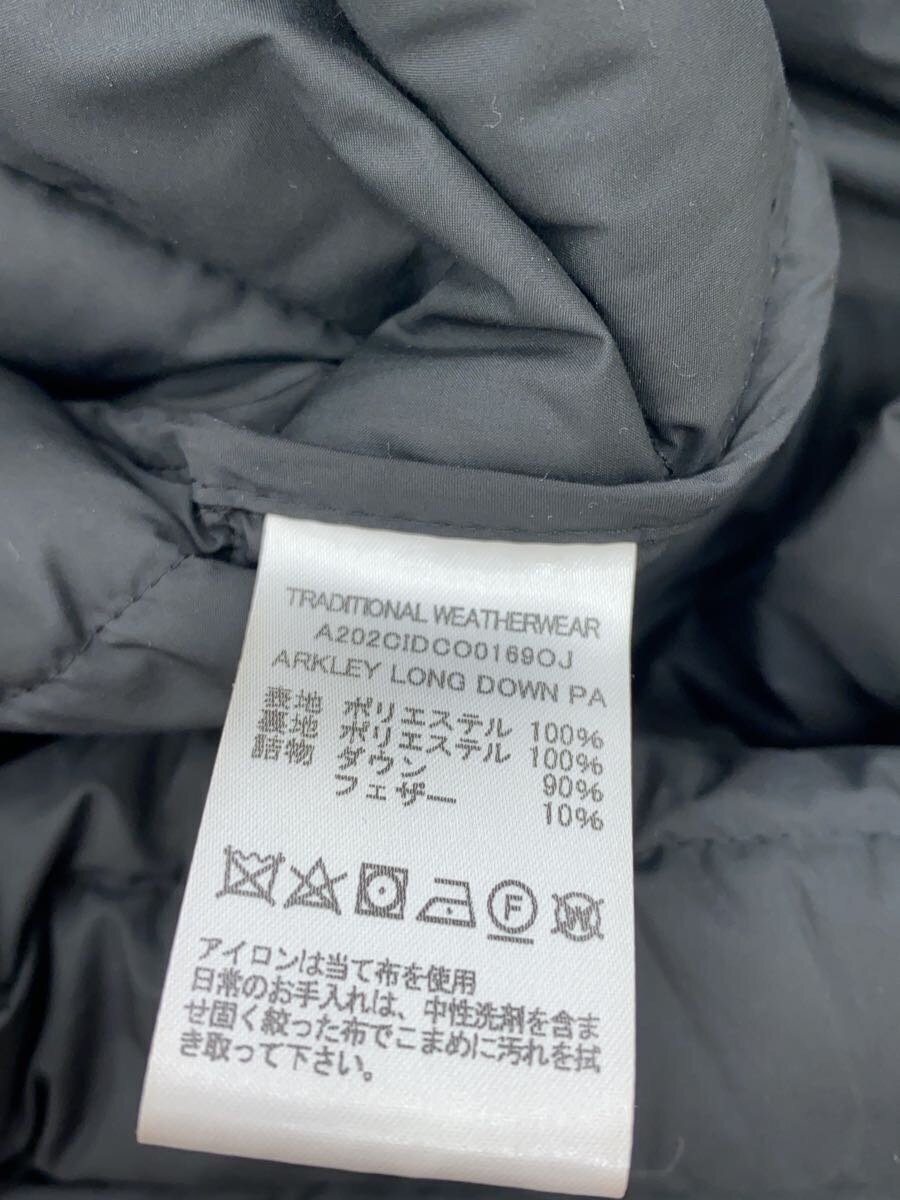 TRADITIONAL WEATHERWEAR
A202CIDCO0169OJ
ARKLEY LONG DOWN PA
表地 ポリエステル 100%
裏地 ポリエステル 100%
詰物 ダウン 90%
フェザー 10%
F W
アイロンは当て布を使用
日常のお手入れは、中性洗剤を含ま
せ固く絞った布でこまめに汚れを拭
き取って下さい。